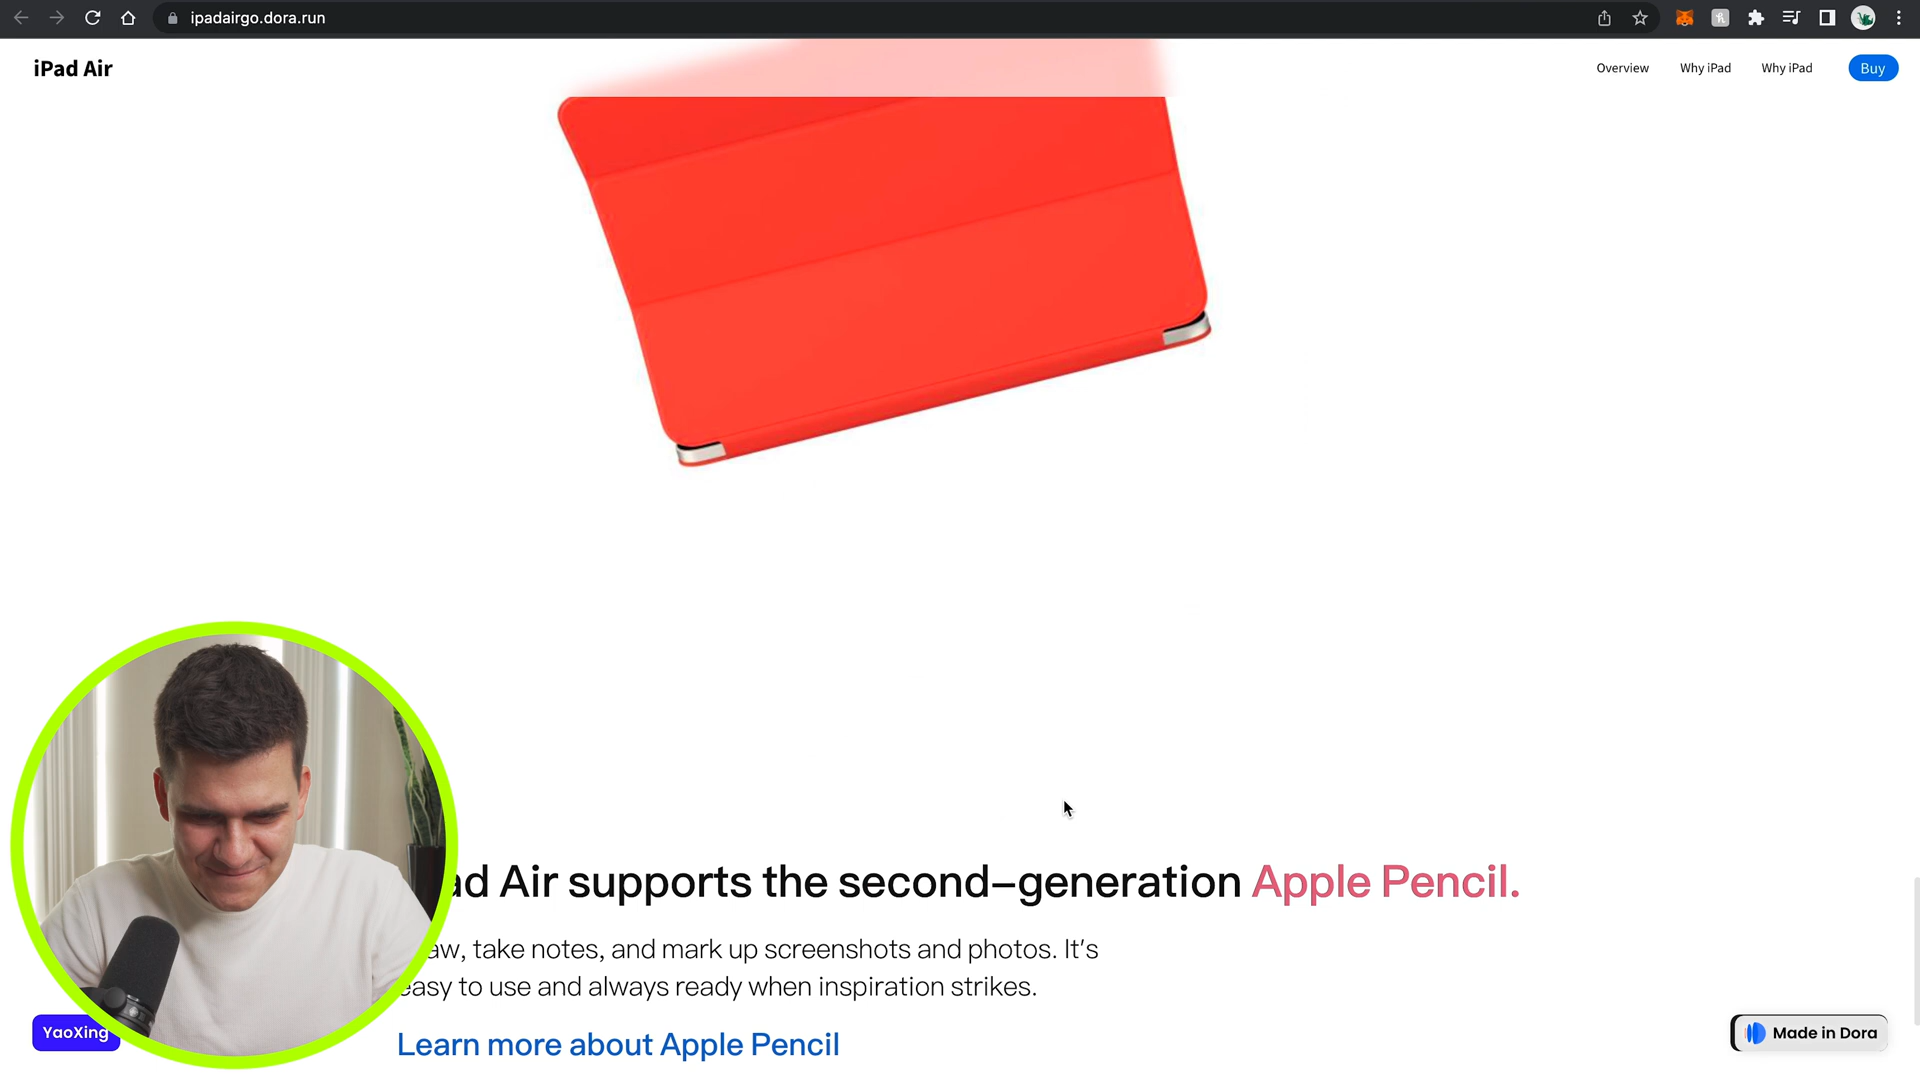 ipadairgo.dora.run
iPad Air
Overview
Why iPad
Why iPad
Buy
Air supports the second–generation Apple Pencil.
take notes, and mark up screenshots and photos. It's
easy to use and always ready when inspiration strikes.
Learn more about Apple Pencil
YaoXing
Made in Dora